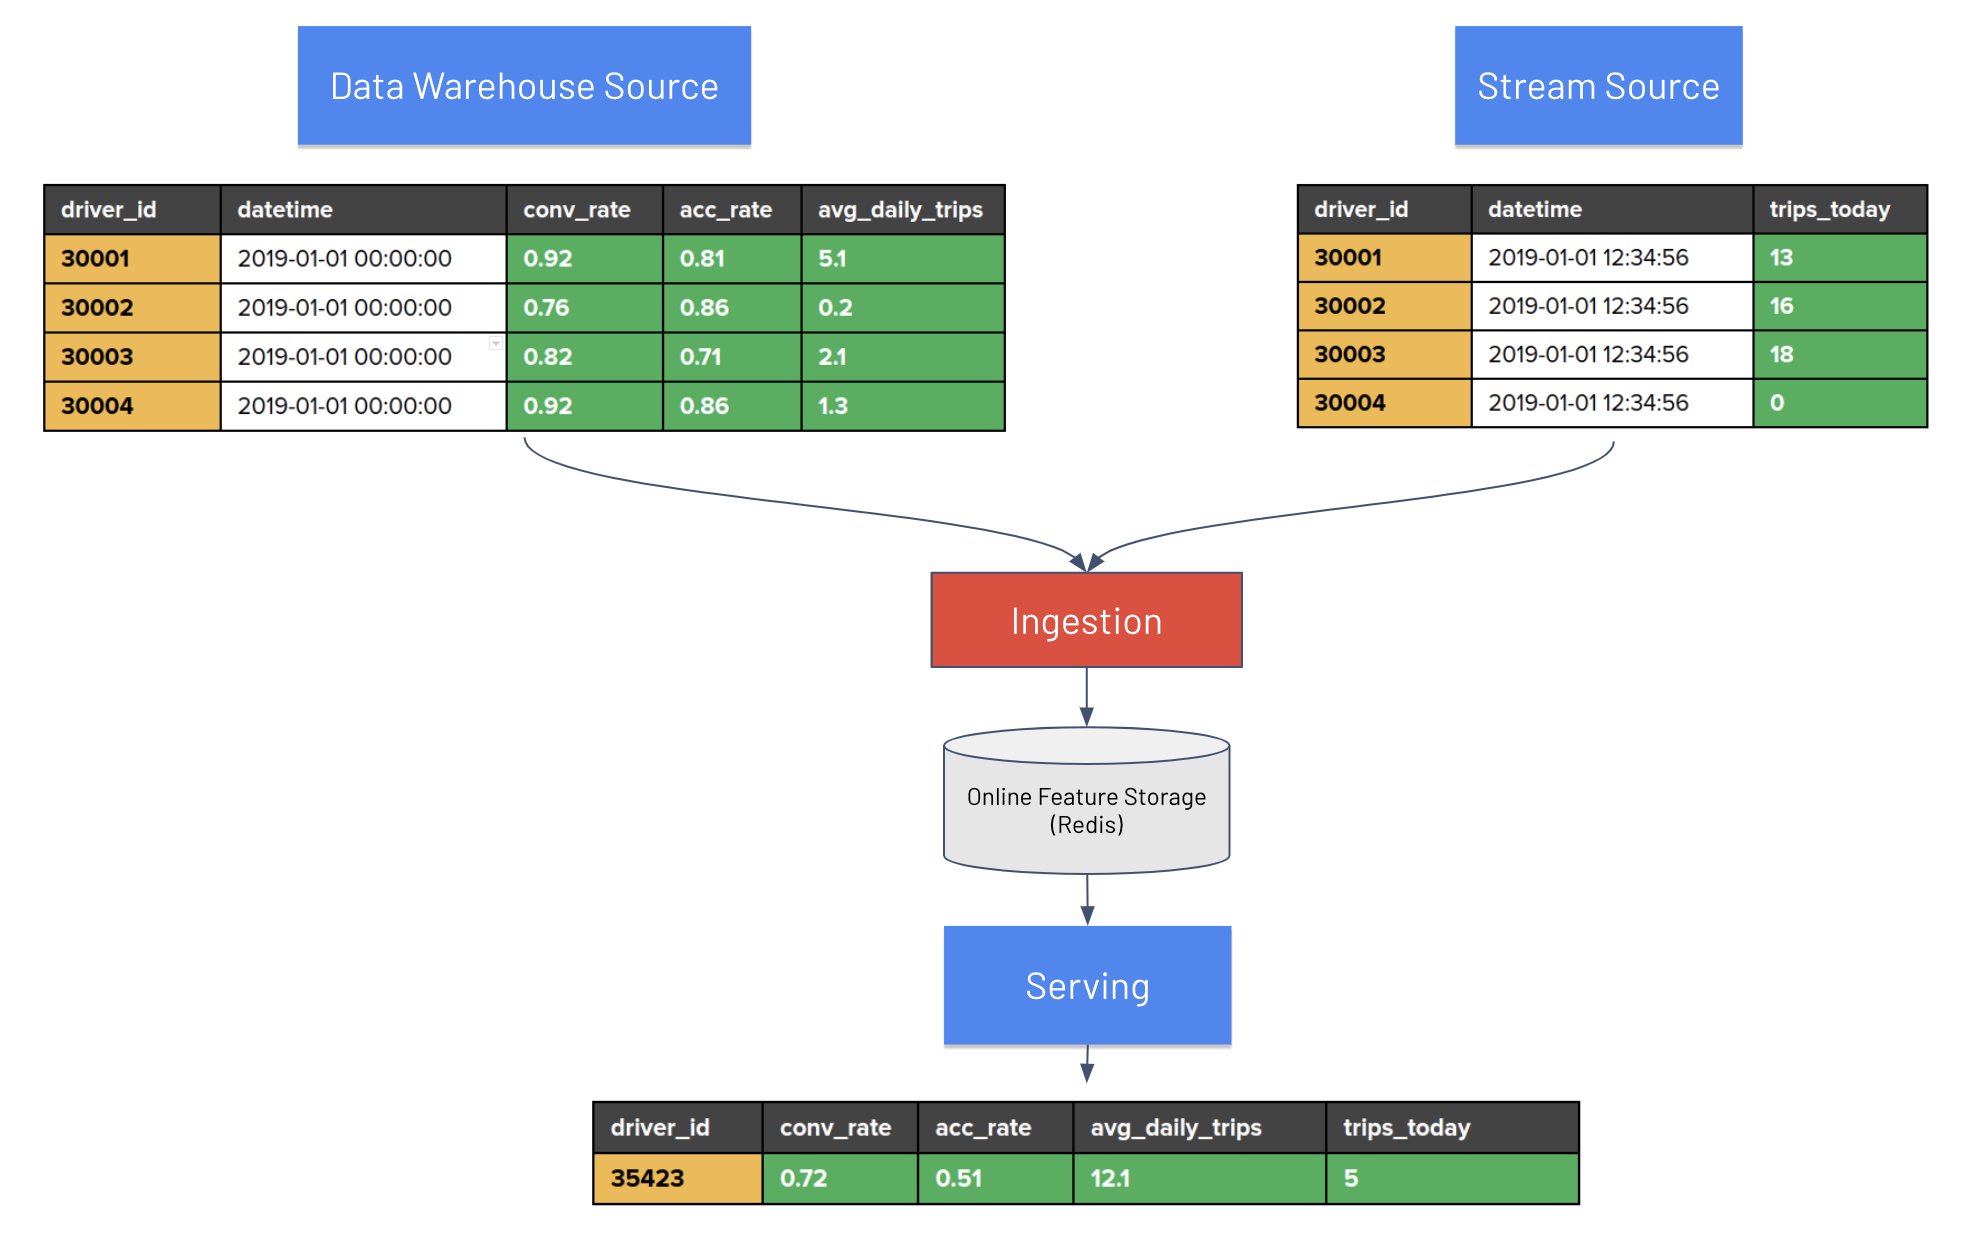 Data Warehouse Source
Stream Source
driver_id datetime conv_rate acc_rate avg_daily_trips
30001 2019-01-01 00:00:00 0.92 0.81 5.1
30002 2019-01-01 00:00:00 0.76 0.86 0.2
30003 2019-01-01 00:00:00 0.82 0.71 2.1
30004 2019-01-01 00:00:00 0.92 0.86 1.3
driver_id datetime trips_today
30001 2019-01-01 12:34:56 13
30002 2019-01-01 12:34:56 16
30003 2019-01-01 12:34:56 18
30004 2019-01-01 12:34:56 0
Ingestion
Online Feature Storage
(Redis)
Serving
driver_id conv_rate acc_rate avg_daily_trips trips_today
35423 0.72 0.51 12.1 5